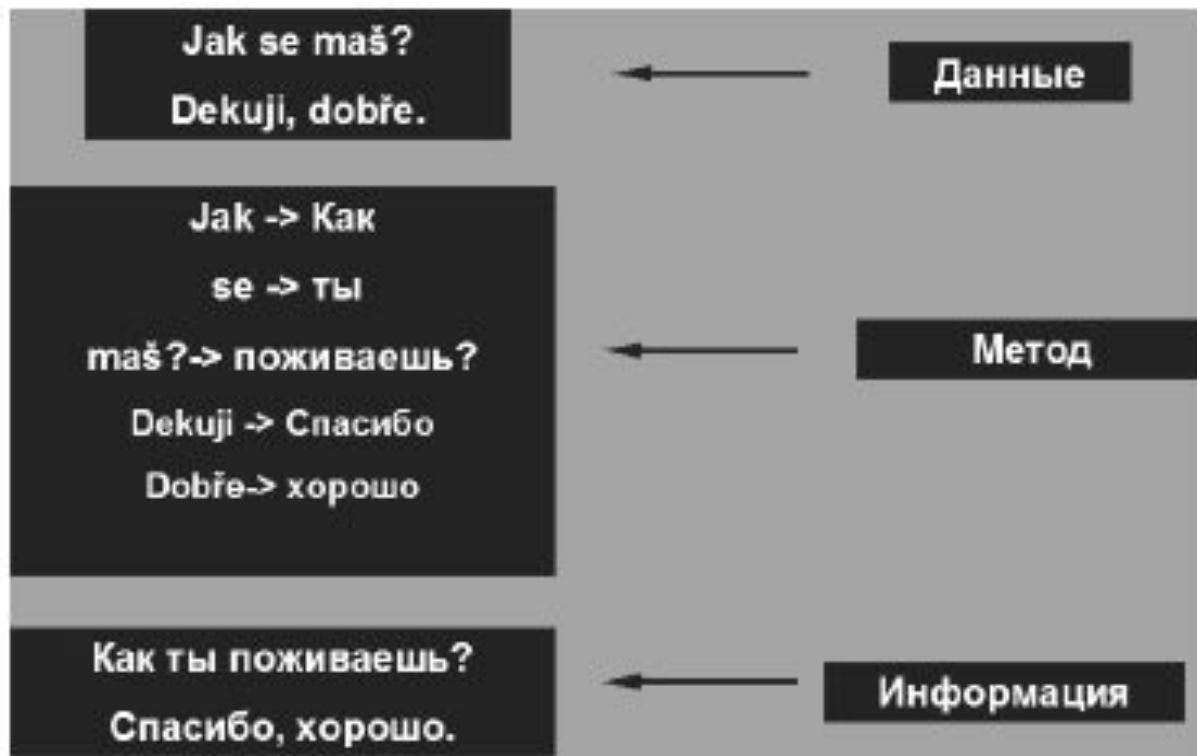 Jak se maš?
Dekuji, dobře.
Данные
Jak -> Как
se -> ты
maš?-> поживаешь?
Dekuji -> Спасибо
Dobře-> хорошо
Метод
Как ты поживаешь?
Спасибо, хорошо.
Информация